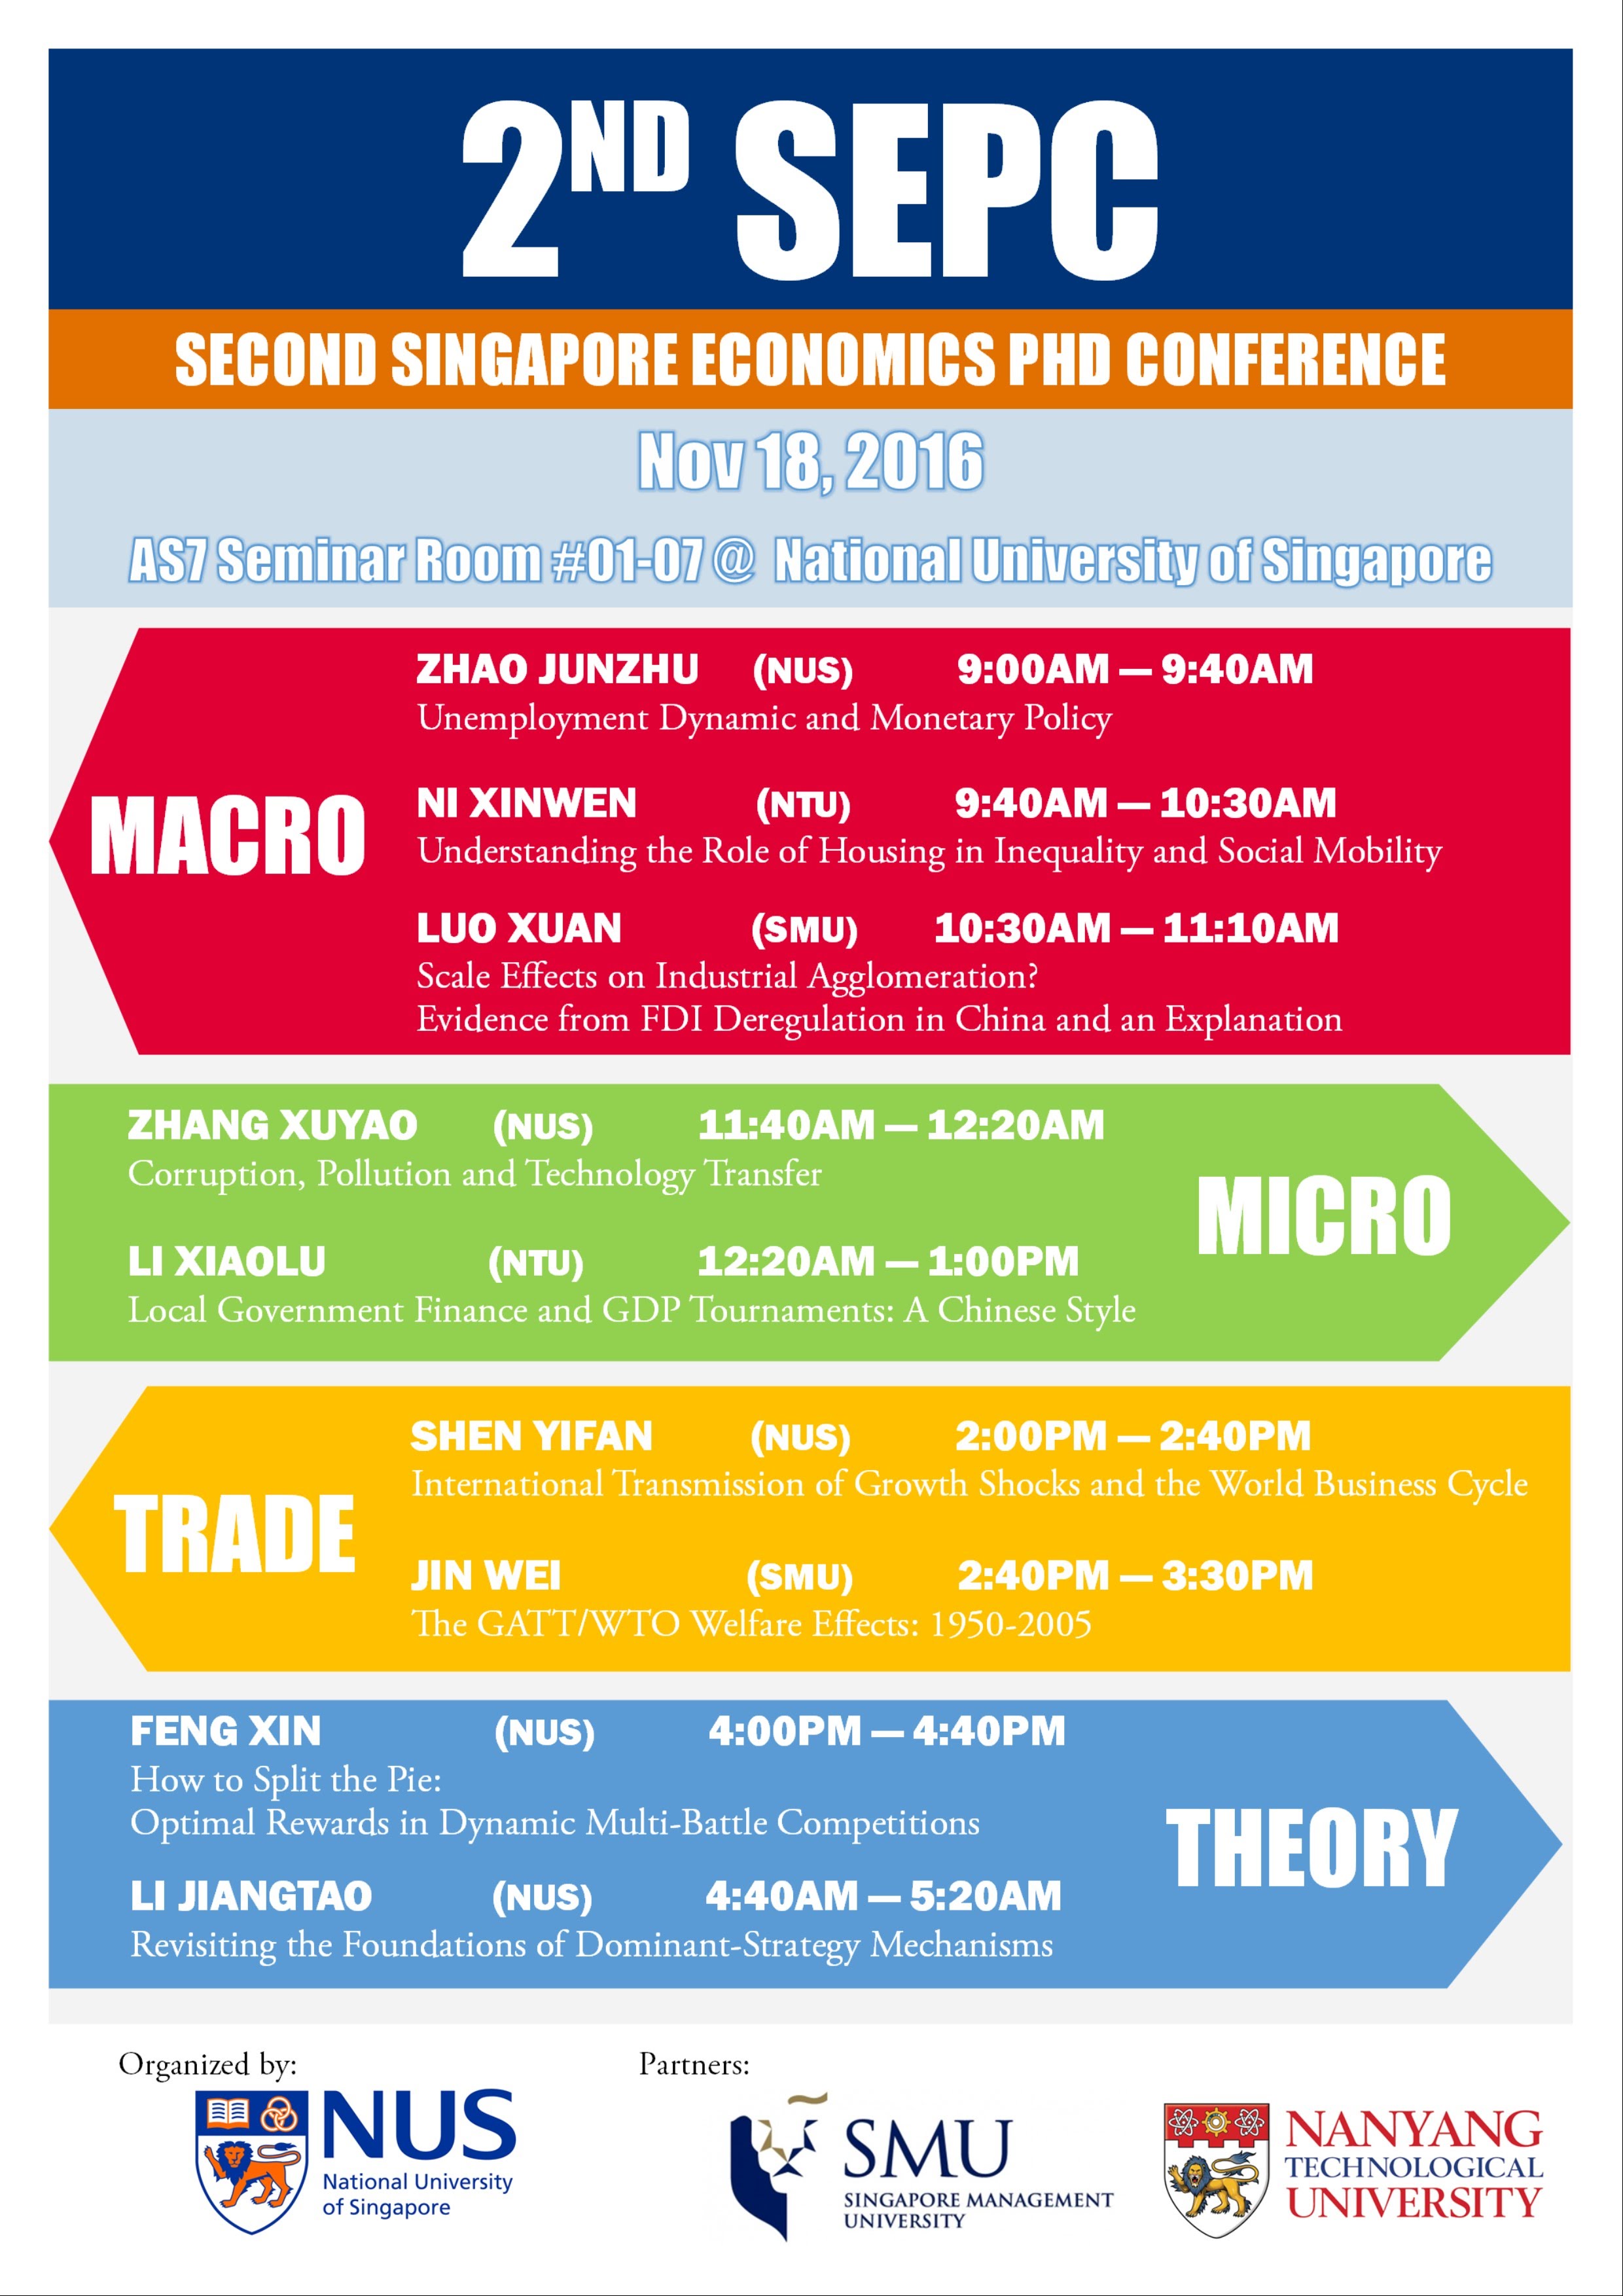 2ND SEPC
SECOND SINGAPORE ECONOMICS PHD CONFERENCE
Nov 18, 2016
AS7 Seminar Room #01-07 @ National University of Singapore
MACRO
ZHAO JUNZHU (NUS) 9:00AM — 9:40AM
Unemployment Dynamic and Monetary Policy
NI XINWEN (NTU) 9:40AM — 10:30AM
Understanding the Role of Housing in Inequality and Social Mobility
LUO XUAN (SMU) 10:30AM — 11:10AM
Scale Effects on Industrial Agglomeration?
Evidence from FDI Deregulation in China and an Explanation
ZHANG XUYAO (NUS) 11:40AM — 12:20AM
Corruption, Pollution and Technology Transfer
LI XIAOLU (NTU) 12:20AM — 1:00PM
Local Government Finance and GDP Tournaments: A Chinese Style
MICRO
TRADE
SHEN YIFAN (NUS) 2:00PM — 2:40PM
International Transmission of Growth Shocks and the World Business Cycle
JIN WEI (SMU) 2:40PM — 3:30PM
The GATT/WTO Welfare Effects: 1950-2005
FENG XIN (NUS) 4:00PM — 4:40PM
How to Split the Pie:
Optimal Rewards in Dynamic Multi-Battle Competitions
LI JIANGTAO (NUS) 4:40AM — 5:20AM
Revisiting the Foundations of Dominant-Strategy Mechanisms
THEORY
Organized by:
NUS
National University
of Singapore
Partners:
SMU
SINGAPORE MANAGEMENT
UNIVERSITY
NANYANG
TECHNOLOGICAL
UNIVERSITY